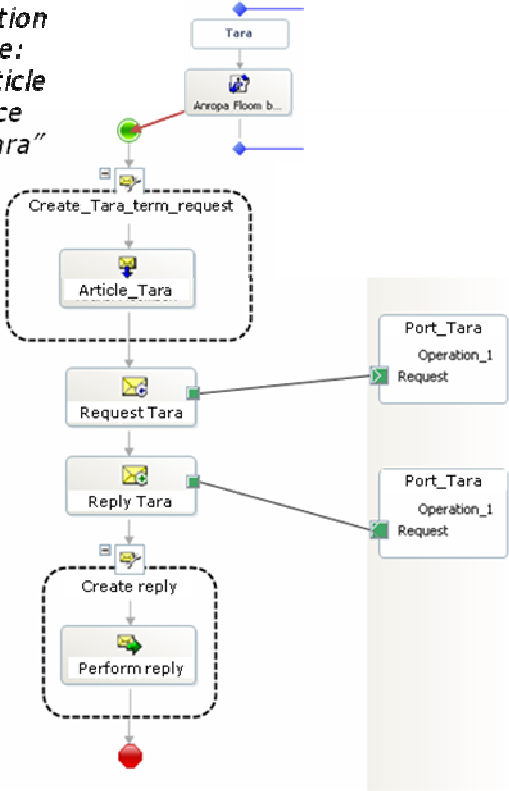 tion
e:
ticle
ce
ara"
Tara
Anropa Floom b...
Create_Tara_term_request
Article_Tara
Request Tara
Reply Tara
Create reply
Perform reply
Port_Tara
Operation_1
Request
Port_Tara
Operation_1
Request